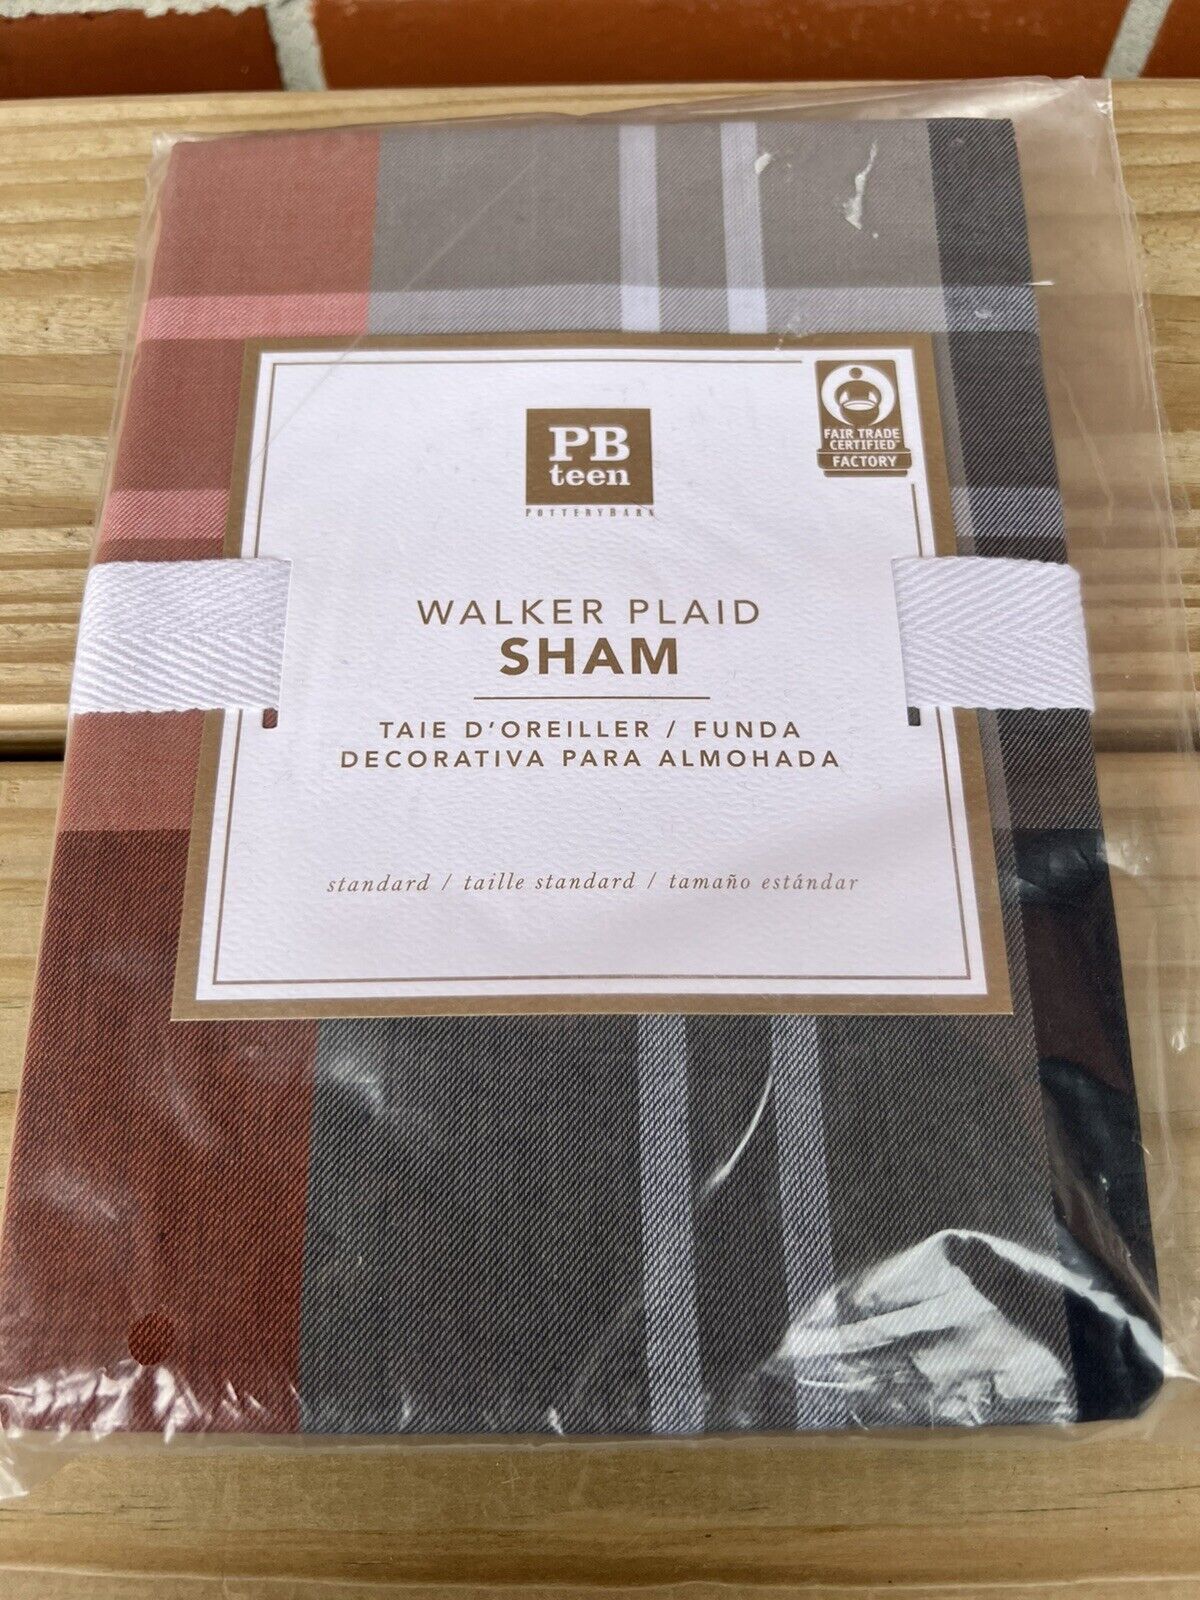 PB
teen
POTTERYBARN
FAIR TRADE
CERTIFIED™
FACTORY
WALKER PLAID
SHAM
TAIE D'OREILLER / FUNDA
DECORATIVA PARA ALMOHADA
standard / taille standard / tamaño estándar